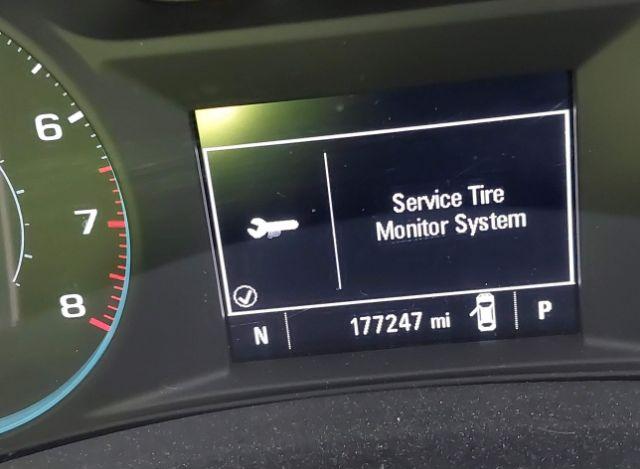 6
7
8
Service Tire
Monitor System
N 177247 mi P